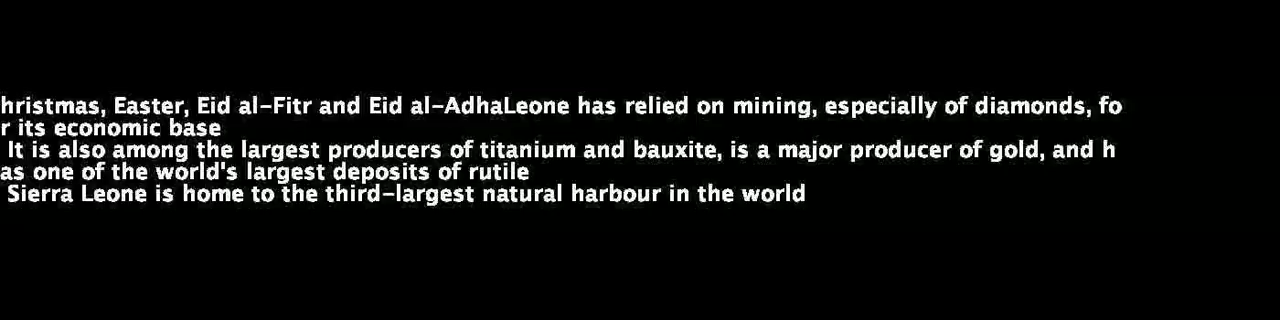 hristmas, Easter, Eid al-Fitr and Eid al-AdhaLeone has relied on mining, especially of diamonds, fo
r its economic base
It is also among the largest producers of titanium and bauxite, is a major producer of gold, and h
as one of the world's largest deposits of rutile
Sierra Leone is home to the third-largest natural harbour in the world